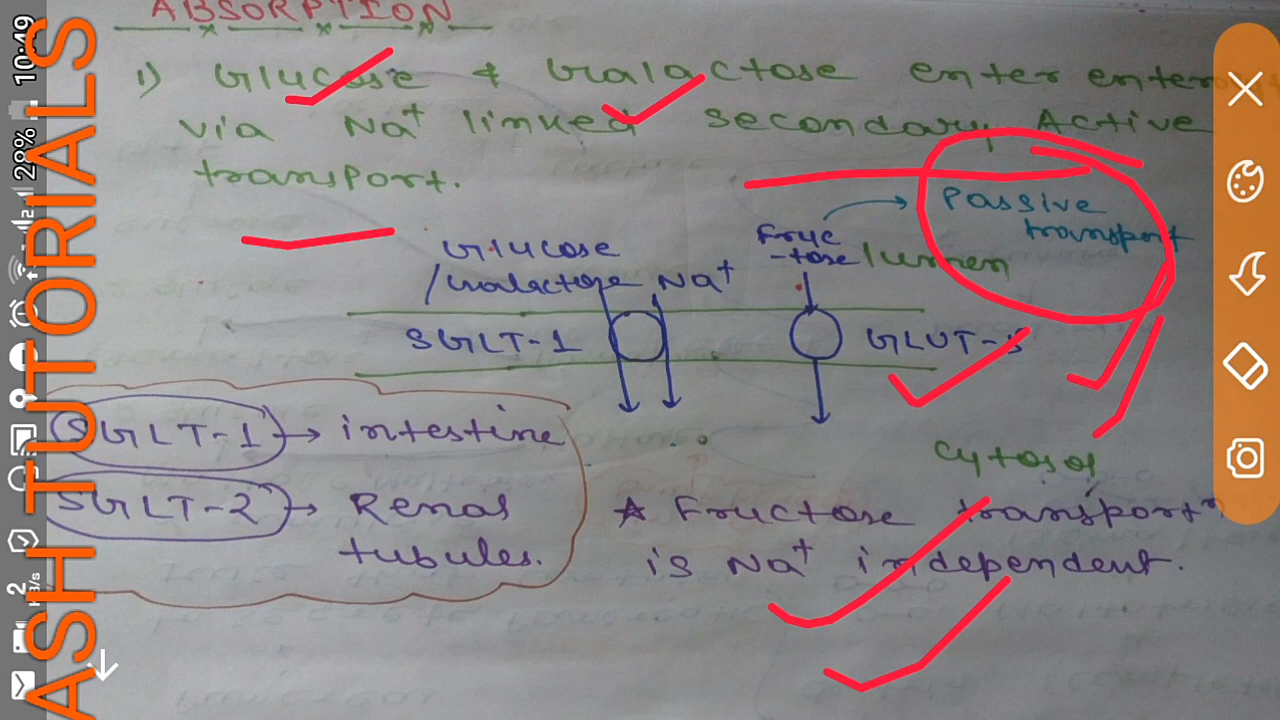 ABSORPTION
1) Glucose & Galactose enter entero
via Na+ linked secondary Active
transport.
Passive
transport
Glucose
/Galactose Na+
Fruc
-tose
lumen
SGLT-1
GLUT-5
SGLT-1 → intestine
SGLT-2 → Renal
tubules.
cytosol
★ Fructose transportn
is Na+ independent.
ASH TUTORIALS
10:49
28%